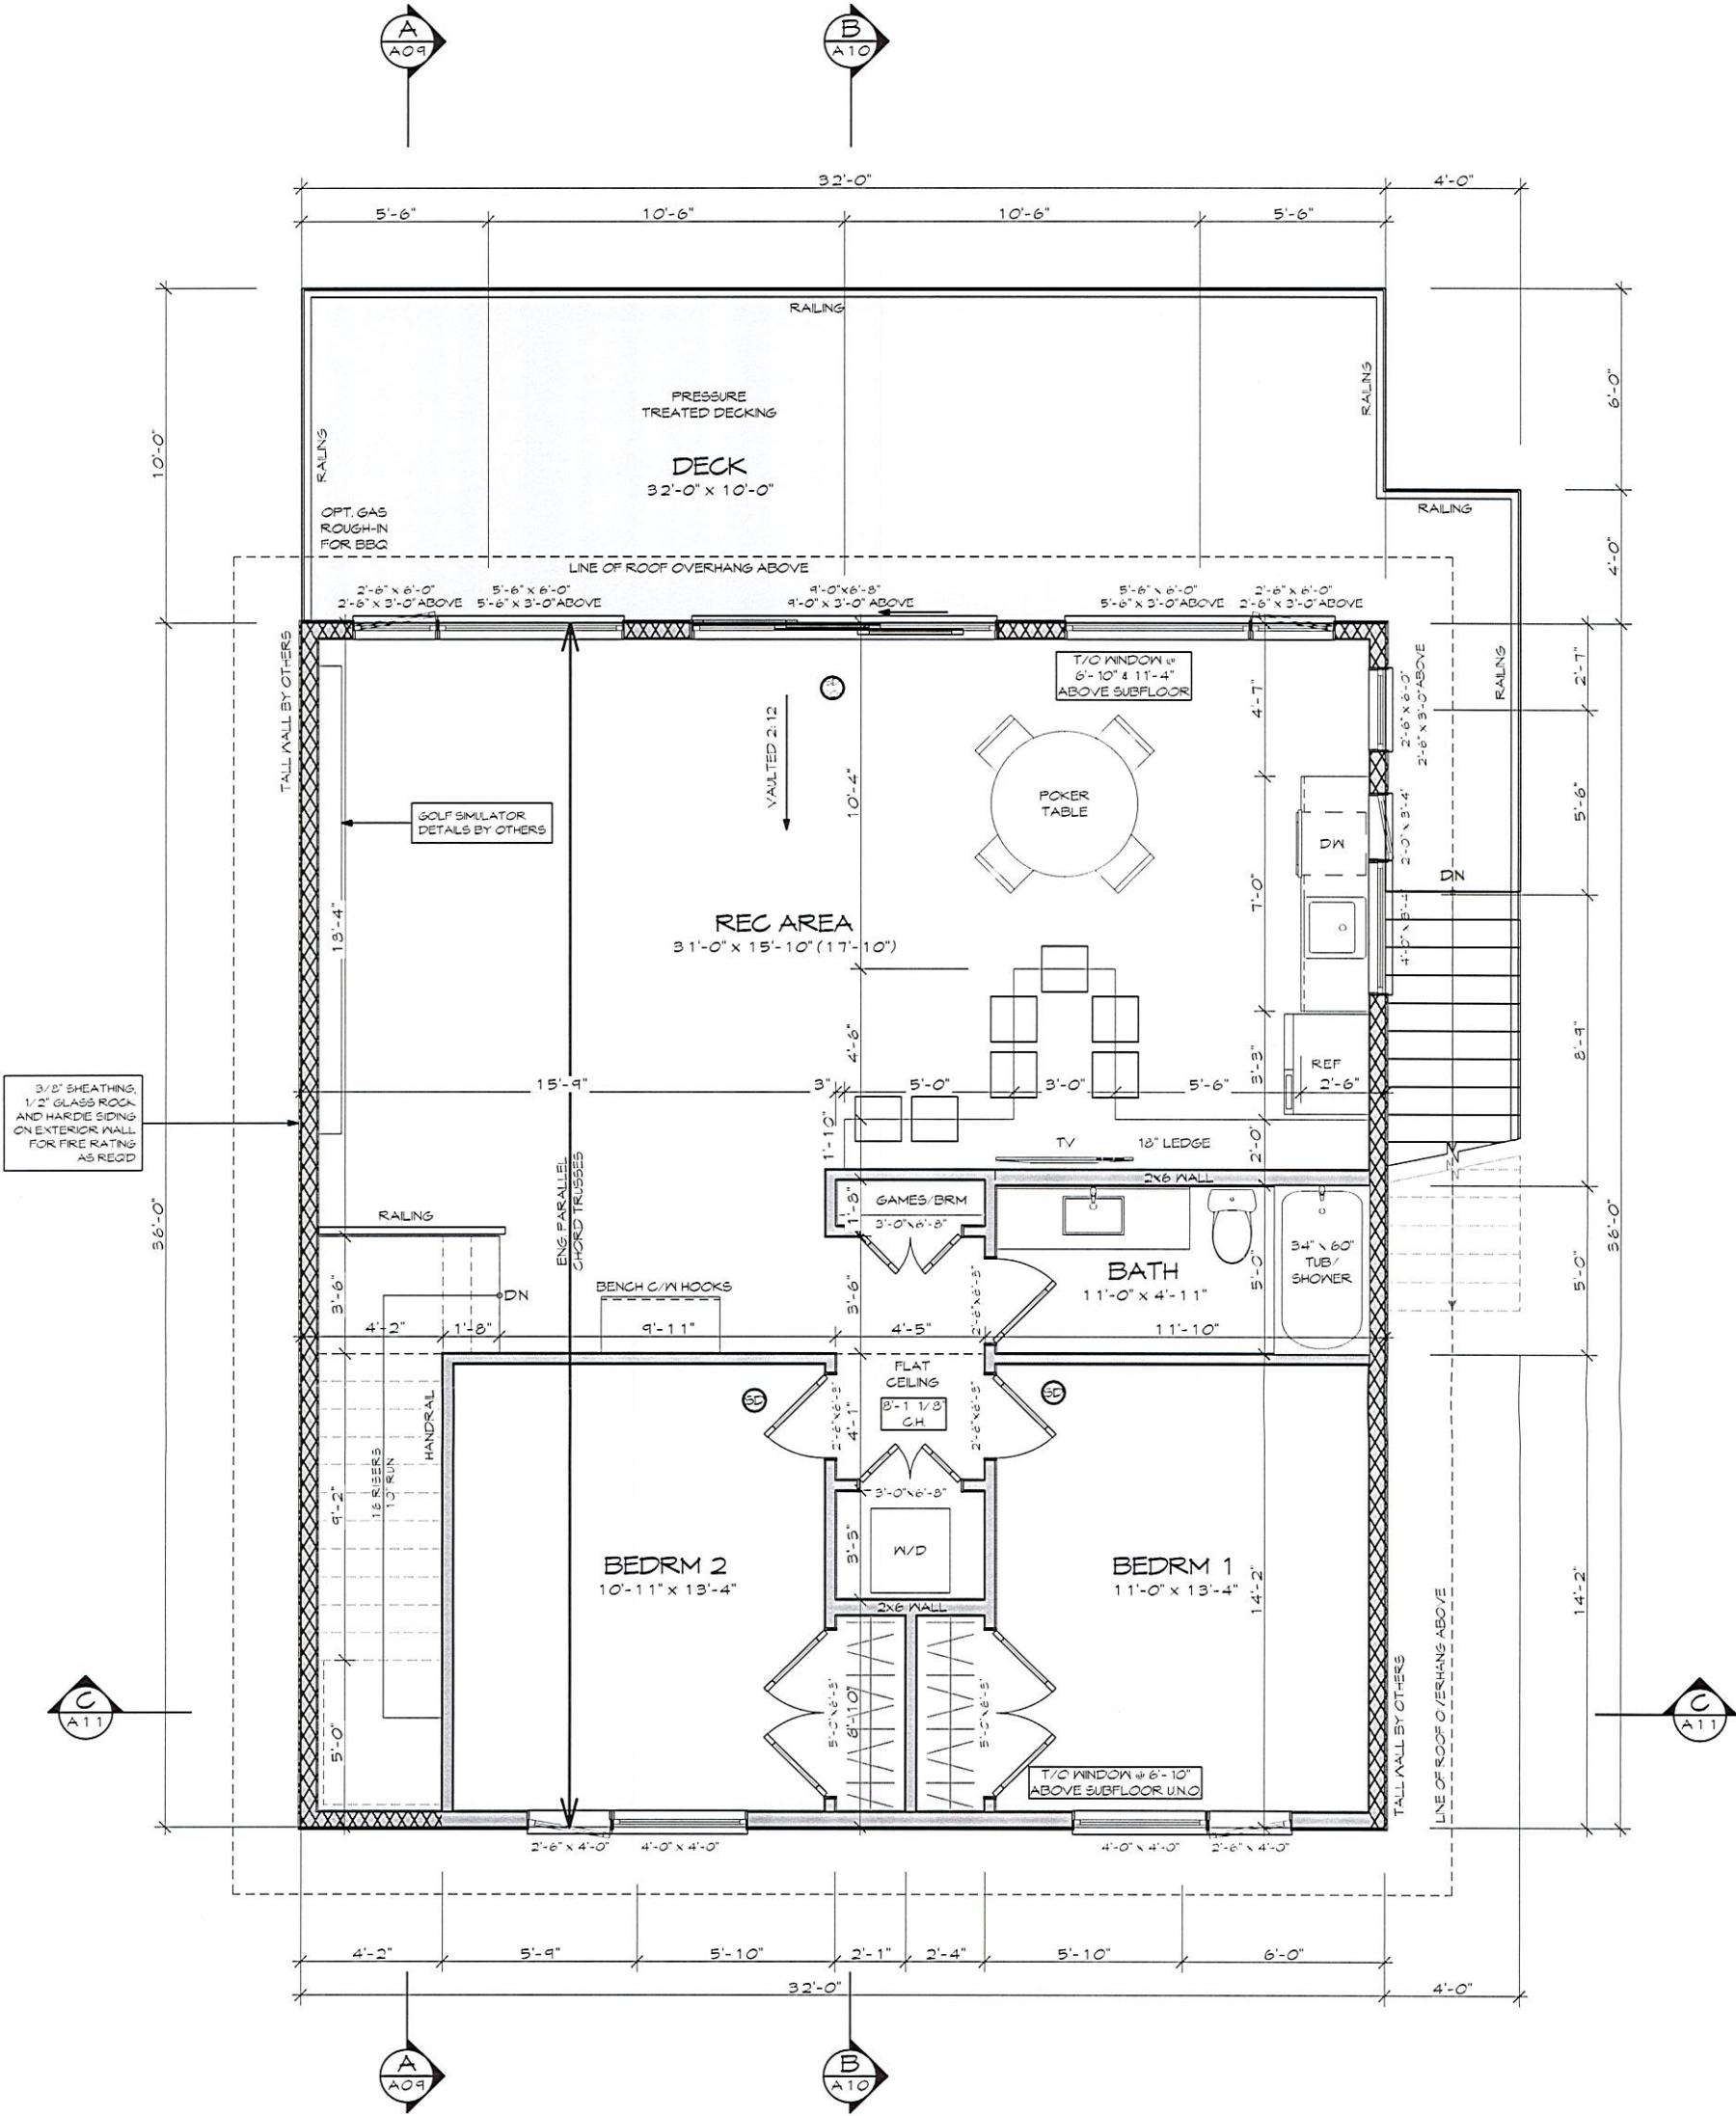 A
A09
B
A10
32'-0"
4'-0"
5'-6"
10'-6"
10'-6"
5'-6"
RAILING
10'-0"
RAILING
RAILING
6'-0"
PRESSURE
TREATED DECKING
DECK
32'-0" x 10'-0"
OPT. GAS
ROUGH-IN
FOR BBQ
RAILING
4'-0"
LINE OF ROOF OVERHANG ABOVE
2'-6" x 6'-0"
2'-6" x 3'-0" ABOVE
5'-6" x 6'-0"
5'-6" x 3'-0" ABOVE
9'-0"x6'-8"
9'-0" x 3'-0" ABOVE
5'-6" x 6'-0"
5'-6" x 3'-0" ABOVE
2'-6" x 6'-0"
2'-6" x 3'-0" ABOVE
TALL WALL BY OTHERS
T/O WINDOW @
6'-10" & 11'-4"
ABOVE SUBFLOOR
4'-7"
2'-6" x 6'-0"
2'-6" x 3'-0" ABOVE
RAILING
2'-7"
VAULTED 2:12
10'-4"
POKER
TABLE
GOLF SIMULATOR
DETAILS BY OTHERS
DW
2'-0" x 3'-4"
5'-6"
DN
13'-4"
REC AREA
31'-0" x 15'-10" (17'-10")
7'-0"
4'-0" x 3'-4"
4'-6"
3'-3"
REF
8'-9"
3/8" SHEATHING,
1/2" GLASS ROCK
AND HARDIE SIDING
ON EXTERIOR WALL
FOR FIRE RATING
AS REQ'D
15'-9"
3"
5'-0"
3'-0"
5'-6"
2'-6"
1'-10"
TV
18" LEDGE
2'-0"
2x6 WALL
ENG. PARALLEL
CHORD TRUSSES
36'-0"
36'-0"
GAMES/BRM
1'-8"
3'-0"x6'-8"
RAILING
34" x 60"
TUB/
SHOWER
BATH
11'-0" x 4'-11"
5'-0"
5'-0"
3'-6"
DN
BENCH C/W HOOKS
3'-6"
2'-6"x6'-8"
4'-2"
1'-8"
9'-11"
4'-5"
11'-10"
FLAT
CEILING
8'-1 1/8"
C.H.
SD
SD
HANDRAIL
2'-6"x6'-8"
4'-1"
2'-6"x6'-8"
16 RISERS
10" RUN
9'-2"
3'-0"x6'-8"
W/D
3'-3"
BEDRM 2
10'-11" x 13'-4"
BEDRM 1
11'-0" x 13'-4"
14'-2"
14'-2"
2x6 WALL
5'-0"
5'-0"x6'-8"
6'-10"
5'-0"x6'-8"
T/O WINDOW @ 6'-10"
ABOVE SUBFLOOR U.N.O
TALL WALL BY OTHERS
LINE OF ROOF OVERHANG ABOVE
C
A11
C
A11
2'-6" x 4'-0"
4'-0" x 4'-0"
4'-0" x 4'-0"
2'-6" x 4'-0"
4'-2"
5'-9"
5'-10"
2'-1"
2'-4"
5'-10"
6'-0"
32'-0"
4'-0"
A
A09
B
A10